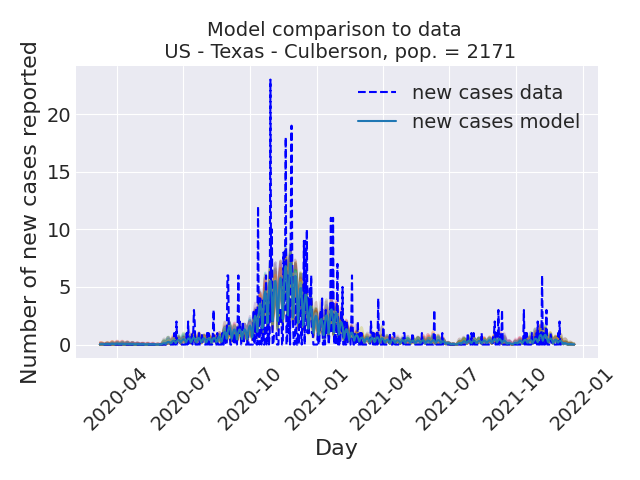 Model comparison to data
US - Texas - Culberson, pop. = 2171
Number of new cases reported
20
15
10
5
0
new cases data
new cases model
2020-04
2020-07
2020-10
2021-01
2021-04
2021-07
2021-10
2022-01
Day